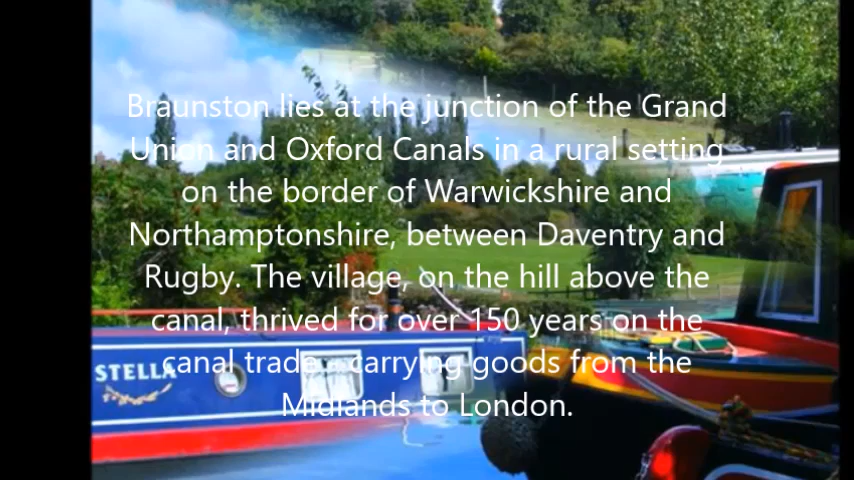 Braunston lies at the junction of the Grand
Union and Oxford Canals in a rural setting
on the border of Warwickshire and
Northamptonshire, between Daventry and
Rugby. The village, on the hill above the
canal, thrived for over 150 years on the
canal trade - carrying goods from the
Midlands to London.
STELLA